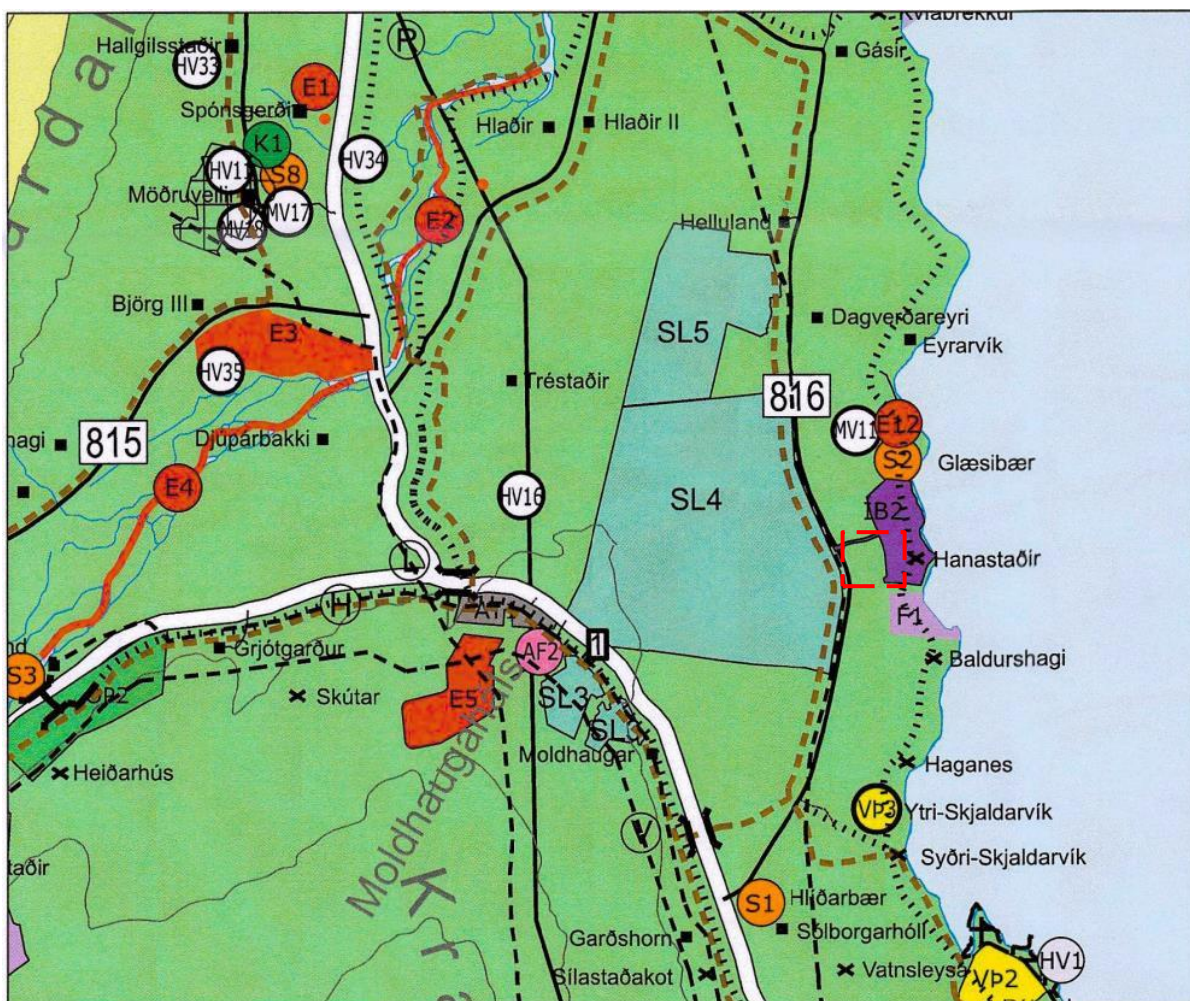 Hallgilsstaðir
HV33
P
Gásir
E1
Spónsgerði
Hlaðir
Hlaðir II
K1
HV34
HV11
S8
Möðruvellir
MV17
E2
Helluland
Björg III
E3
SL5
Dagverðareyri
Eyrarvík
HV35
Tréstaðir
816
815
Djúpárbakki
MV11
E12
S2
Glæsibær
E4
HV16
SL4
ÍB2
Hanastaðir
L
H
F1
Grjótgarður
AF2
1
Baldurshagi
S3
Skútar
E5
SL3
Moldhaugar
Heiðarhús
Haganes
VÞ3
Ytri-Skjaldarvík
Y
Syðri-Skjaldarvík
Moldhaugaháls
S1
Hlíðarbær
Sólborgarhóll
Garðshorn
Sílastaðakot
Vatnsleysa
HV1
VÞ2